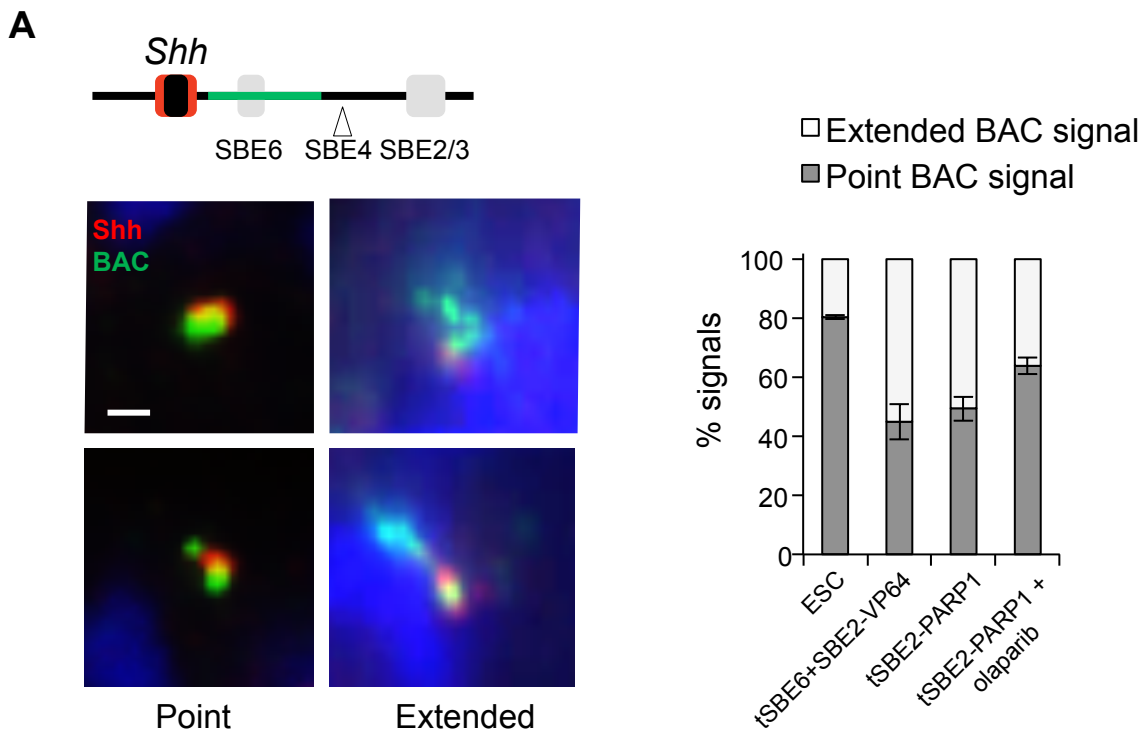 A
Shh
SBE6 SBE4 SBE2/3
Shh
BAC
Point
Extended
Extended BAC signal
Point BAC signal
% signals
100
80
60
40
20
0
ESC
tSBE6+SBE2-VP64
tSBE2-PARP1
tSBE2-PARP1 +
olaparib